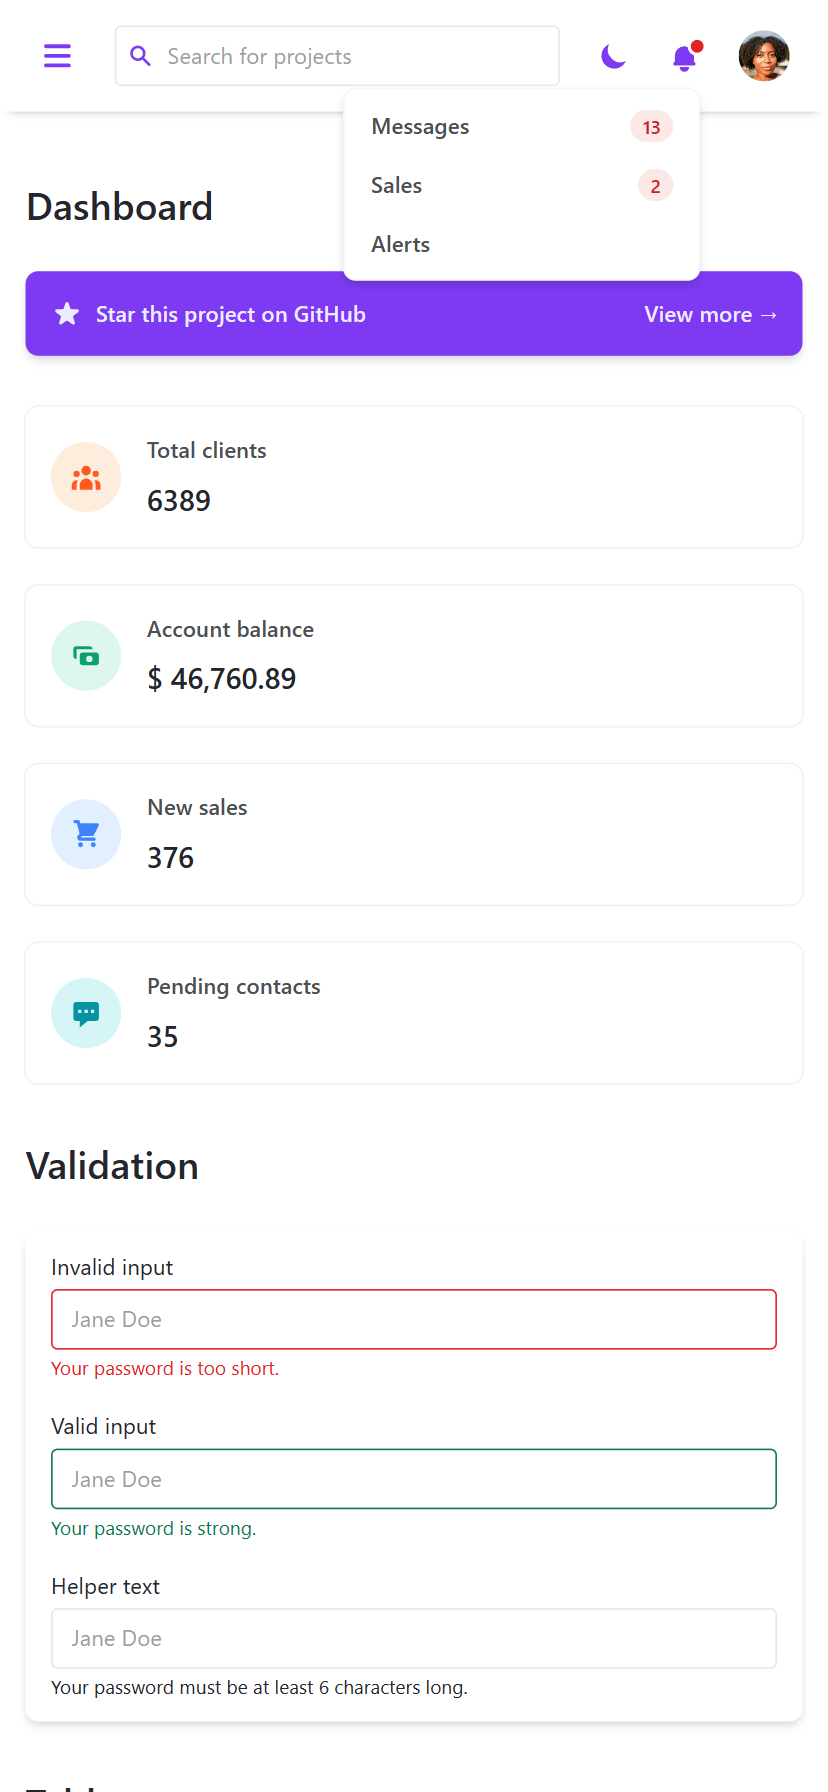 Search for projects
Messages 13
Sales 2
Alerts
Dashboard
Star this project on GitHub View more →
Total clients
6389
Account balance
$ 46,760.89
New sales
376
Pending contacts
35
Validation
Invalid input
Jane Doe
Your password is too short.
Valid input
Jane Doe
Your password is strong.
Helper text
Jane Doe
Your password must be at least 6 characters long.